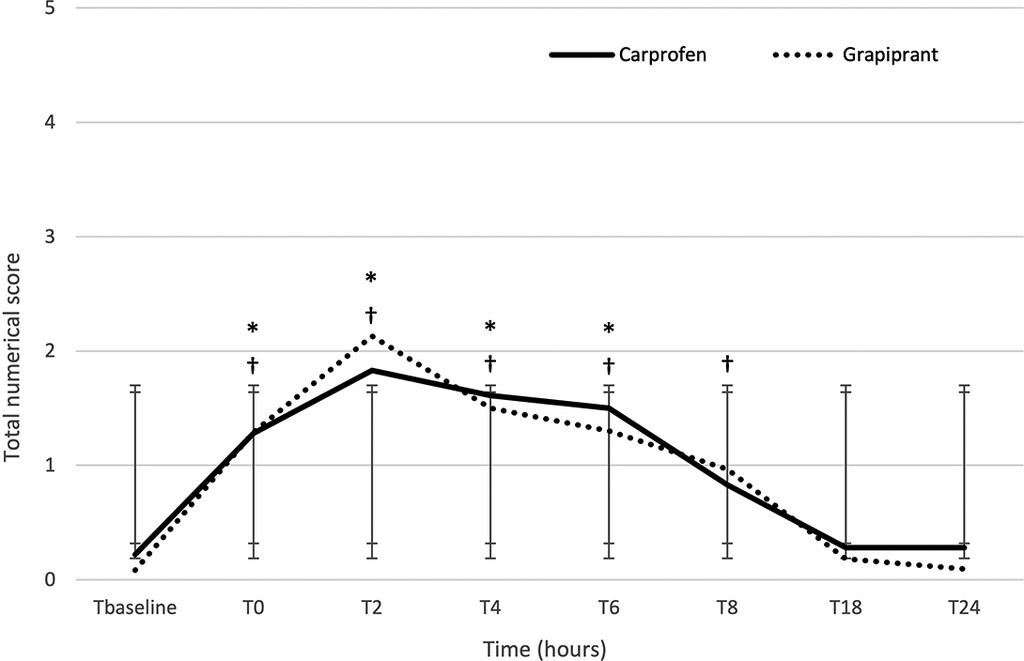 5
Carprofen Grapiprant
4
3
Total numerical score
*
* † * *
2
† † † †
1
0
Tbaseline T0 T2 T4 T6 T8 T18 T24
Time (hours)